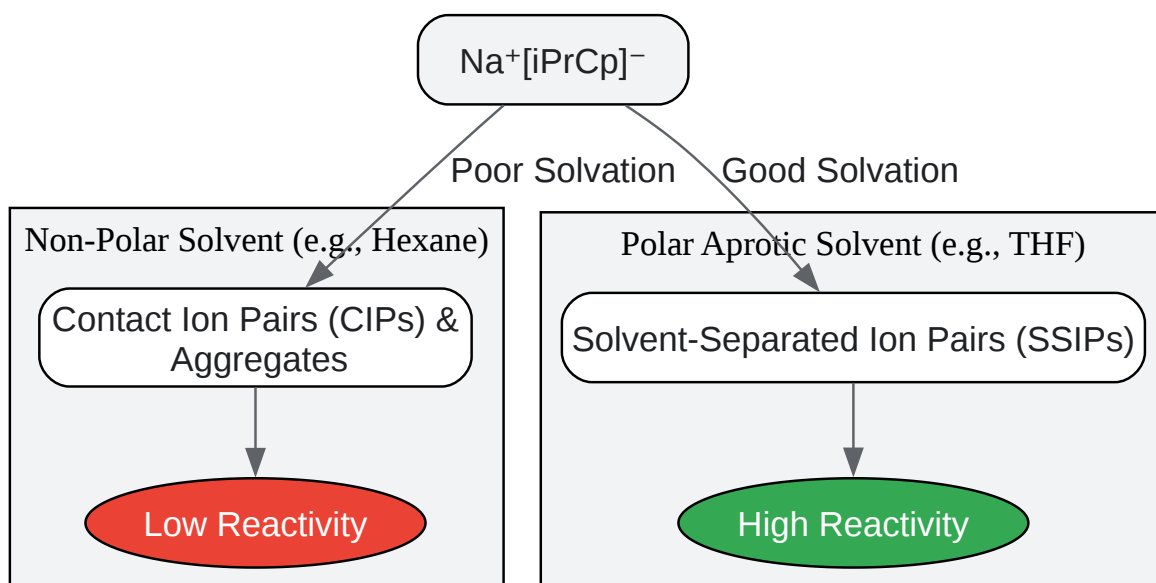 Na⁺[iPrCp]⁻
Poor Solvation
Good Solvation
Non-Polar Solvent (e.g., Hexane)
Polar Aprotic Solvent (e.g., THF)
Contact Ion Pairs (CIPs) &
Aggregates
Solvent-Separated Ion Pairs (SSIPs)
Low Reactivity
High Reactivity